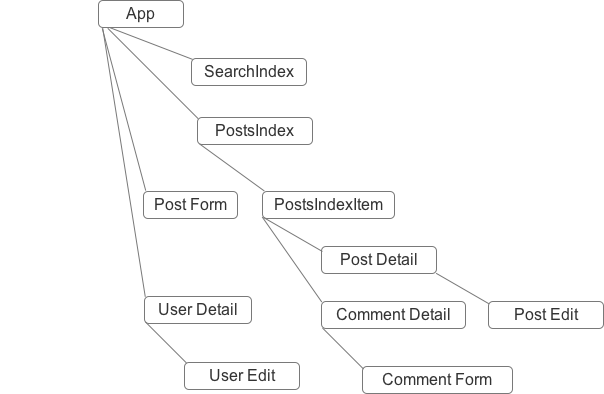 App
SearchIndex
PostsIndex
Post Form
PostsIndexItem
Post Detail
User Detail
Comment Detail
Post Edit
User Edit
Comment Form